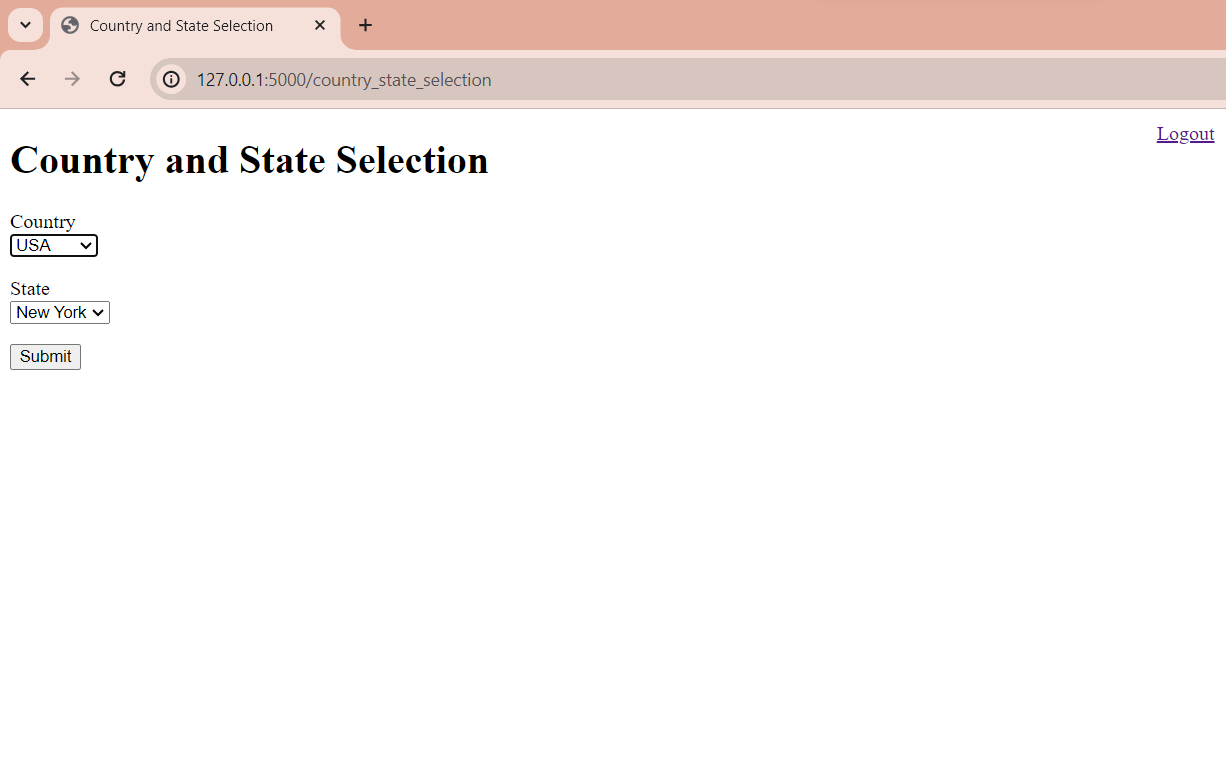 Country and State Selection
127.0.0.1:5000/country_state_selection
Logout
Country and State Selection
Country
USA
State
New York
Submit